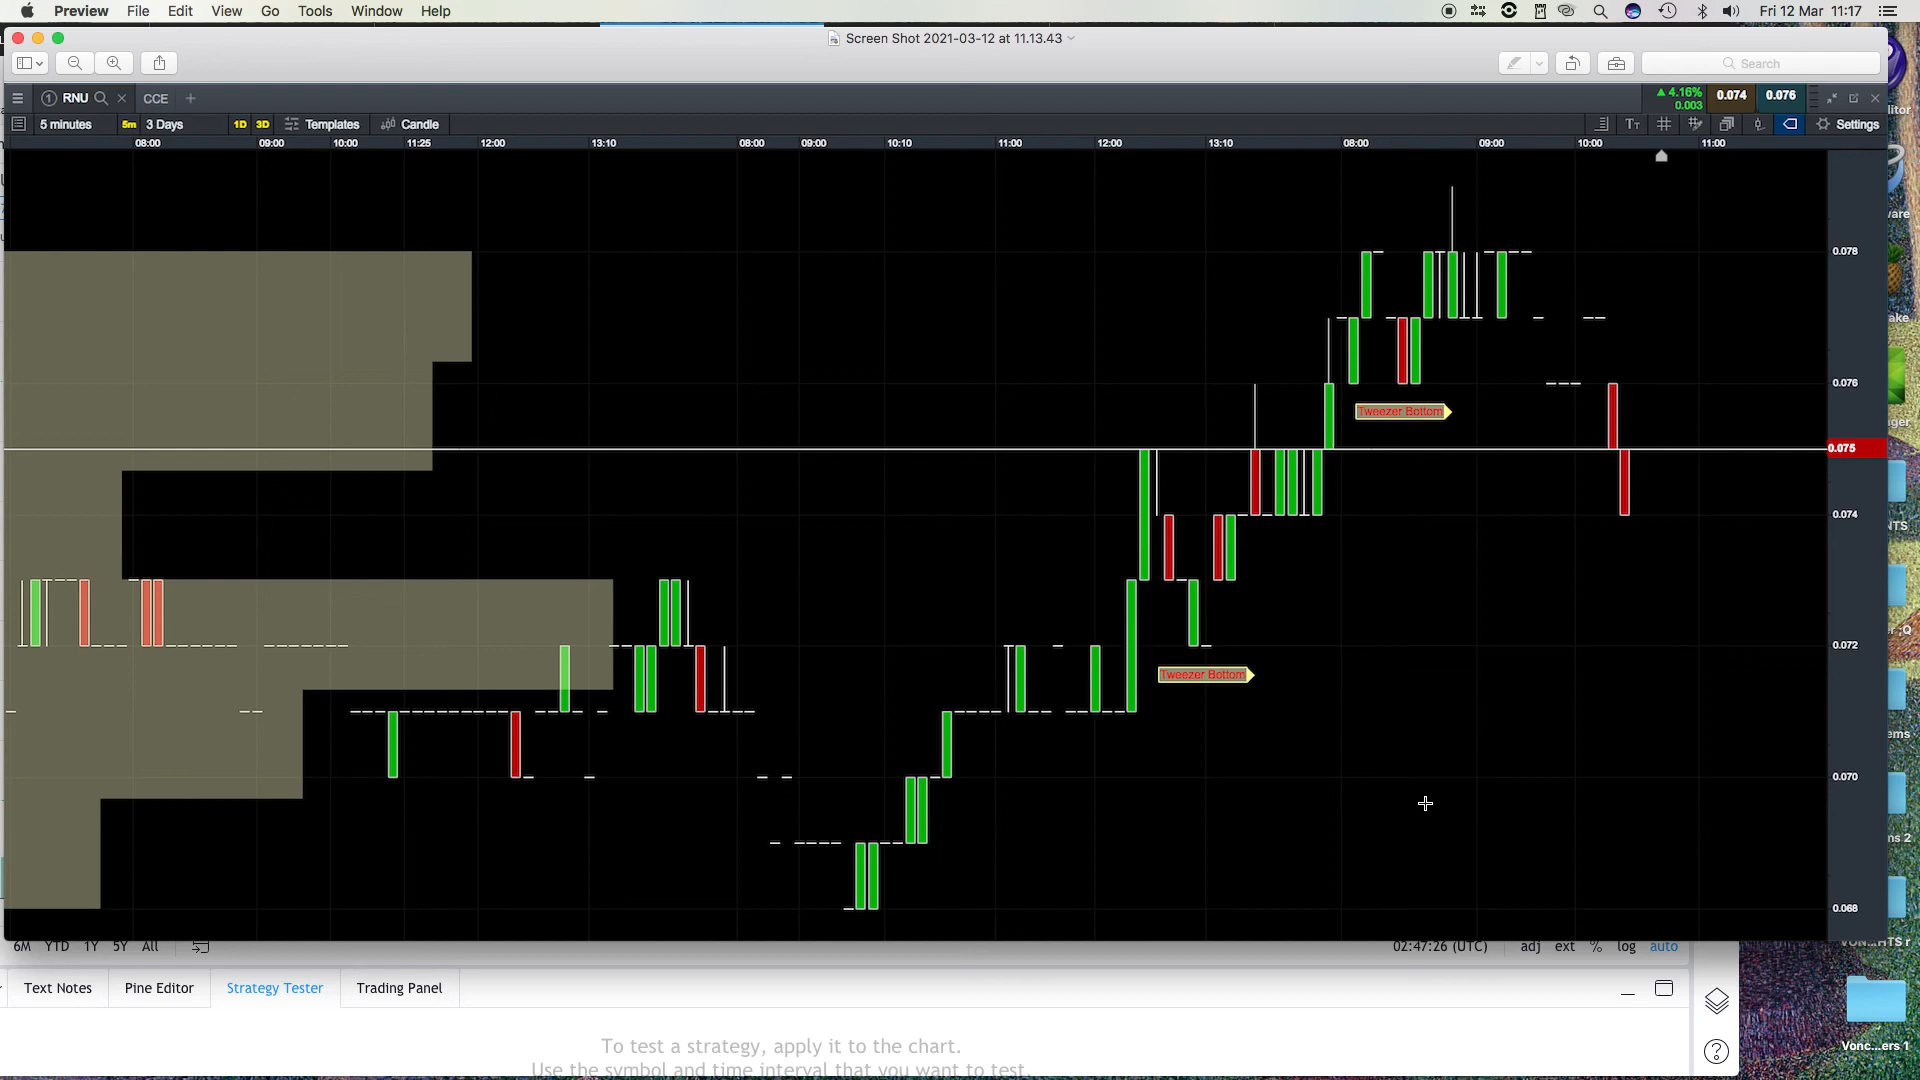 Preview File Edit View Go Tools Window Help Fri 12 Mar 11:17
Screen Shot 2021-03-12 at 11.13.43
Search
1 RNU CCE 4.16% 0.003 0.074 0.076
5 minutes 5m 3 Days 1D 3D Templates Candle Settings
08:00 09:00 10:00 11:25 12:00 13:10 08:00 09:00 10:10 11:00 12:00 13:10 08:00 09:00 10:00 11:00
0.078
0.076
Tweezer Bottom
0.075
0.074
0.072
Tweezer Bottom
0.070
0.068
6M YTD 1Y 5Y All 02:47:26 (UTC) adj ext % log auto
Text Notes Pine Editor Strategy Tester Trading Panel
To test a strategy, apply it to the chart.
Use the symbol and time interval that you want to test.
Vonc...ers 1